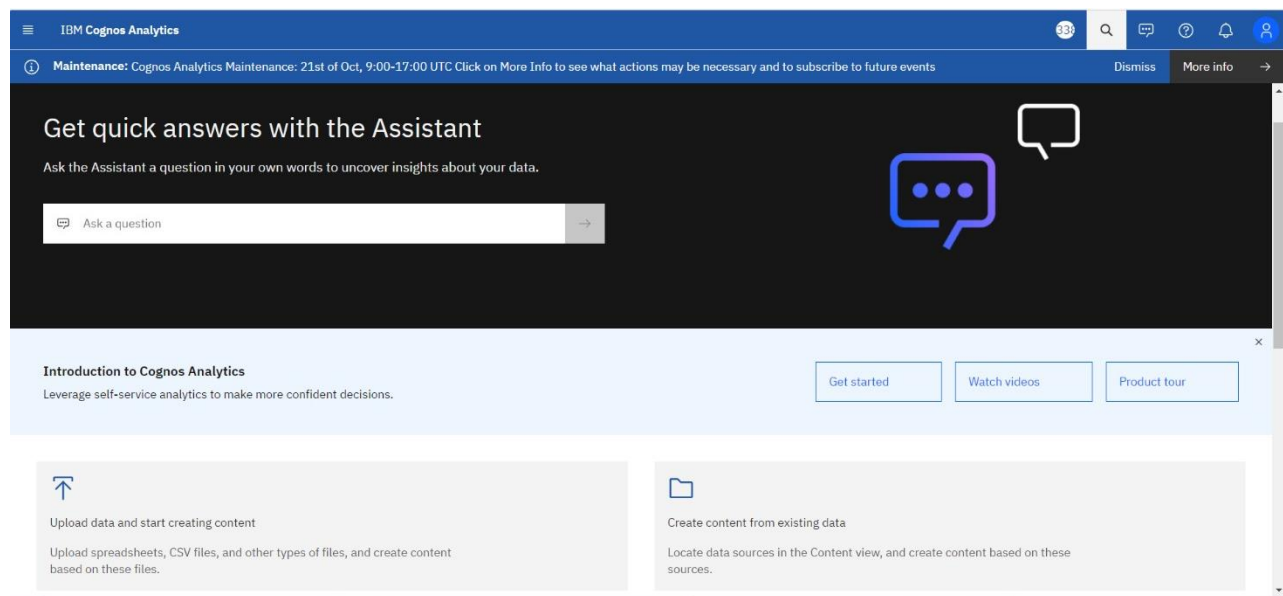 IBM Cognos Analytics
Maintenance: Cognos Analytics Maintenance: 21st of Oct, 9:00-17:00 UTC Click on More Info to see what actions may be necessary and to subscribe to future events
Dismiss
More info
Get quick answers with the Assistant
Ask the Assistant a question in your own words to uncover insights about your data.
Ask a question
Introduction to Cognos Analytics
Leverage self-service analytics to make more confident decisions.
Get started
Watch videos
Product tour
Upload data and start creating content
Upload spreadsheets, CSV files, and other types of files, and create content
based on these files.
Create content from existing data
Locate data sources in the Content view, and create content based on these
sources.